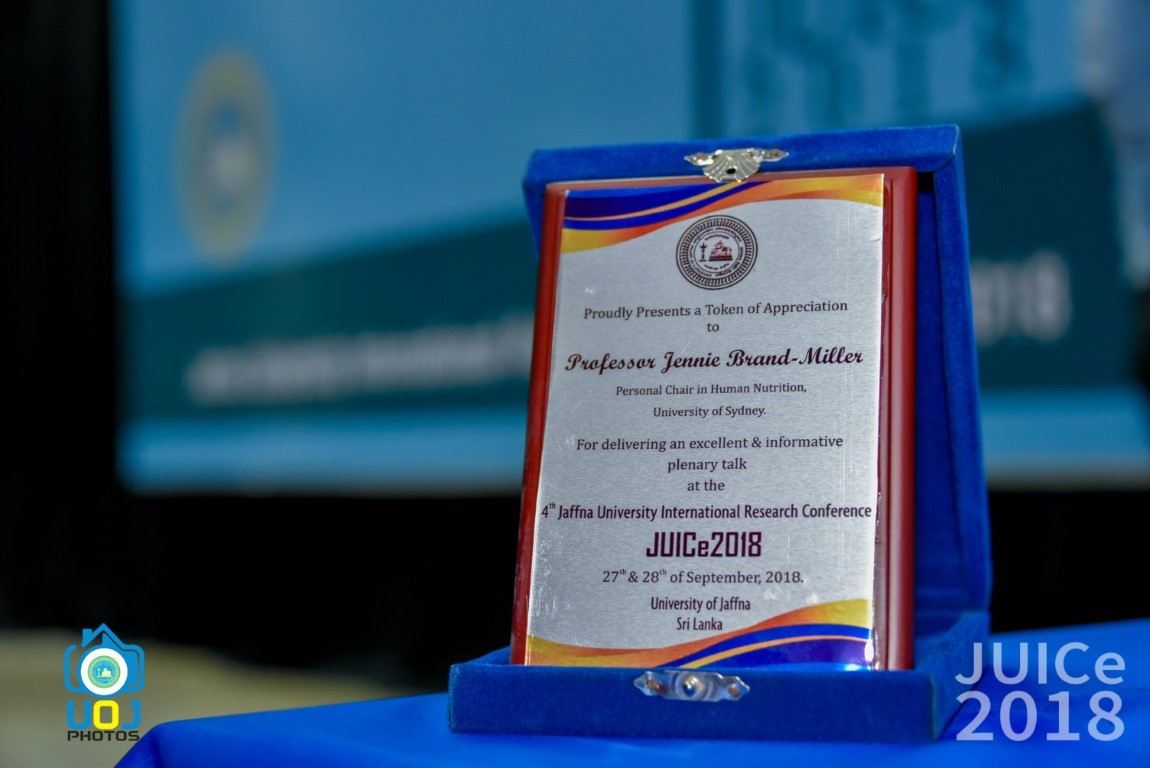 Proudly Presents a Token of Appreciation
to
Professor Jennie Brand-Miller
Personal Chair in Human Nutrition,
University of Sydney.
For delivering an excellent & informative
plenary talk
at the
4th Jaffna University International Research Conference
JUICe2018
27th & 28th of September, 2018.
University of Jaffna
Sri Lanka
UOJ
PHOTOS
JUICe
2018